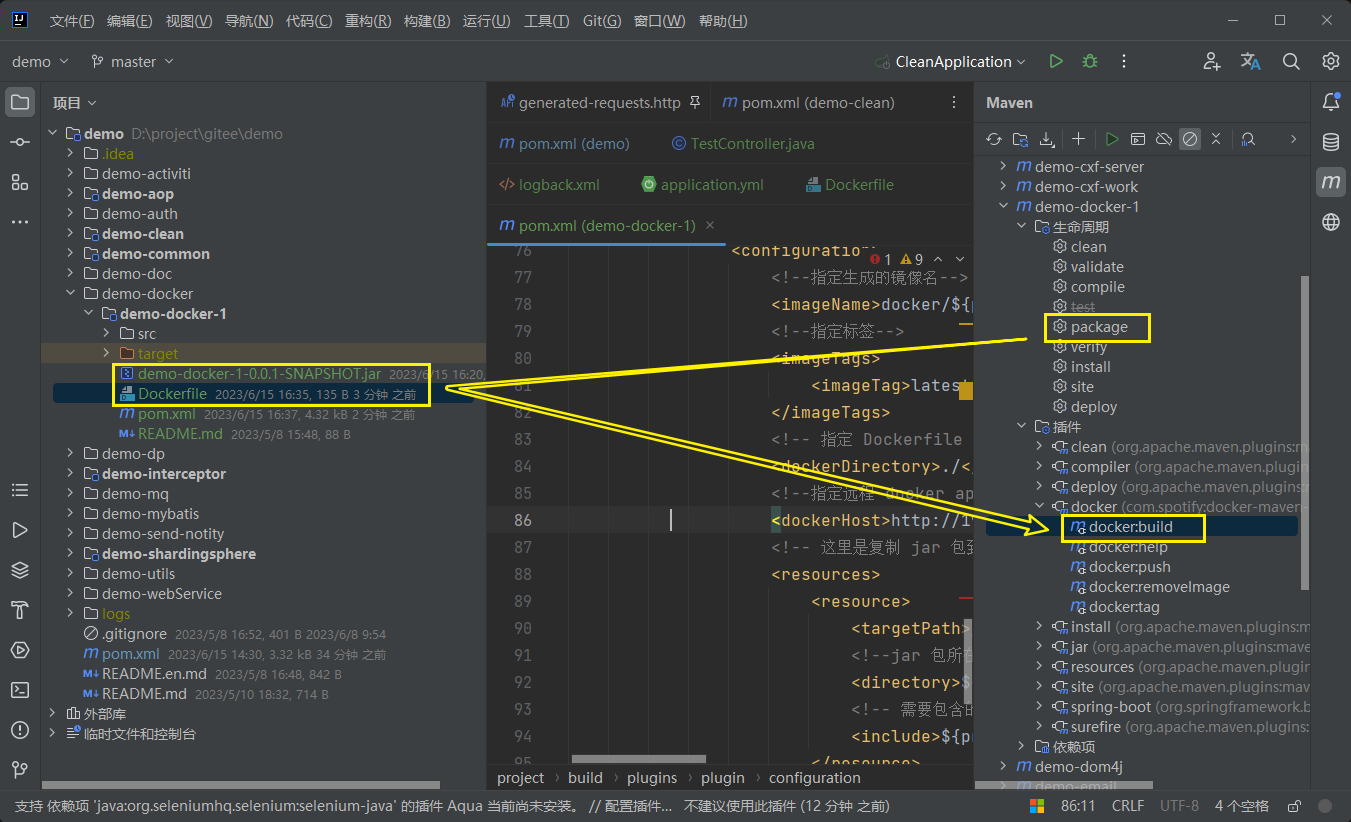 文件(F) 编辑(E) 视图(V) 导航(N) 代码(C) 重构(R) 构建(B) 运行(U) 工具(T) Git(G) 窗口(W) 帮助(H)
demo master CleanApplication
项目
demo D:\project\gitee\demo
.idea
demo-activiti
demo-aop
demo-auth
demo-clean
demo-common
demo-doc
demo-docker
demo-docker-1
src
target
demo-docker-1-0.0.1-SNAPSHOT.jar 2023/6/15 16:20,
Dockerfile 2023/6/15 16:35, 135 B 3 分钟 之前
pom.xml 2023/6/15 16:37, 4.32 kB 2 分钟 之前
README.md 2023/5/8 15:48, 88 B
demo-dp
demo-interceptor
demo-mq
demo-mybatis
demo-send-notity
demo-shardingsphere
demo-utils
demo-webService
logs
.gitignore 2023/5/8 16:52, 401 B 2023/6/8 9:54
pom.xml 2023/6/15 14:30, 3.32 kB 34 分钟 之前
README.en.md 2023/5/8 16:48, 842 B
README.md 2023/5/10 18:32, 714 B
外部库
临时文件和控制台
generated-requests.http pom.xml (demo-clean)
pom.xml (demo) TestController.java
logback.xml application.yml Dockerfile
pom.xml (demo-docker-1)
76 <configuration>
1 9
77 <!--指定生成的镜像名-->
78 <imageName>docker/${
79 <!--指定标签-->
80 <imageTags>
81 <imageTag>lates
82 </imageTags>
83 <!-- 指定 Dockerfile
84 <dockerDirectory>./<
85 <!--指定远程 docker ap
86 <dockerHost>http://1
87 <!-- 这里是复制 jar 包到
88 <resources>
89 <resource>
90 <targetPath>
91 <!--jar 包所在
92 <directory>$
93 <!-- 需要包含的
94 <include>${p
95 </resource>
project › build › plugins › plugin › configuration
Maven
demo-cxf-server
demo-cxf-work
demo-docker-1
生命周期
clean
validate
compile
test
package
verify
install
site
deploy
插件
clean (org.apache.maven.plugins:m
compiler (org.apache.maven.plugin
deploy (org.apache.maven.plugins:
docker (com.spotify:docker-maven-
docker:build
docker:help
docker:push
docker:removeImage
docker:tag
install (org.apache.maven.plugins:m
jar (org.apache.maven.plugins:mave
resources (org.apache.maven.plugin
site (org.apache.maven.plugins:mav
spring-boot (org.springframework.b
surefire (org.apache.maven.plugins:
依赖项
demo-dom4j
demo-email
支持 依赖项 'java:org.seleniumhq.selenium:selenium-java' 的插件 Aqua 当前尚未安装。 // 配置插件... 不建议使用此插件 (12 分钟 之前) 86:11 CRLF UTF-8 4 个空格